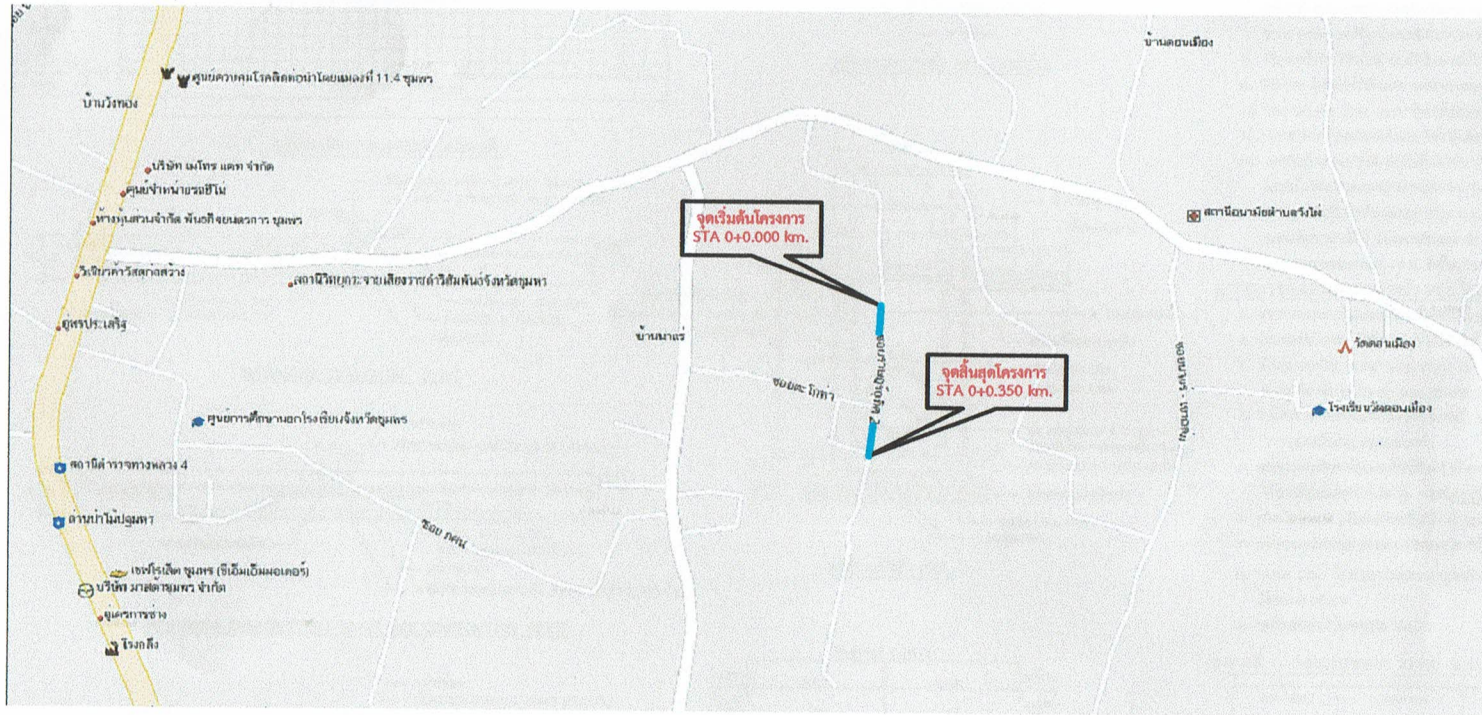 บ้านดอนเมือง
ศูนย์ควบคุมโรคติดต่อนำโดยแมลงที่ 11.4 ชุมพร
บ้านวังทอง
บริษัท เมโทร แคท จำกัด
ศูนย์จำหน่ายรถฮีโน่
ห้างหุ้นส่วนจำกัด พันธกิจยนตรการ ชุมพร
จุดเริ่มต้นโครงการ
STA 0+0.000 km.
สถานีอนามัยตำบลวังไผ่
วิเชียรค้าวัสดุก่อสร้าง
สถานีวิทยุกระจายเสียงราชดำริสัมพันธ์จังหวัดชุมพร
อู่พรประเสริฐ
บ้านนาแร่
วัดดอนเมือง
จุดสิ้นสุดโครงการ
STA 0+0.350 km.
ซอยตะโกท่า
โรงเรียนวัดดอนเมือง
ศูนย์การศึกษานอกโรงเรียนจังหวัดชุมพร
สถานีตำรวจทางหลวง 4
ด่านป่าไม้ปฐมพร
ซอย กศน
เชฟโรเล็ต ชุมพร (ซีเอ็มเอ็มมอเตอร์)
บริษัท มาสด้าชุมพร จำกัด
โรงกลึง